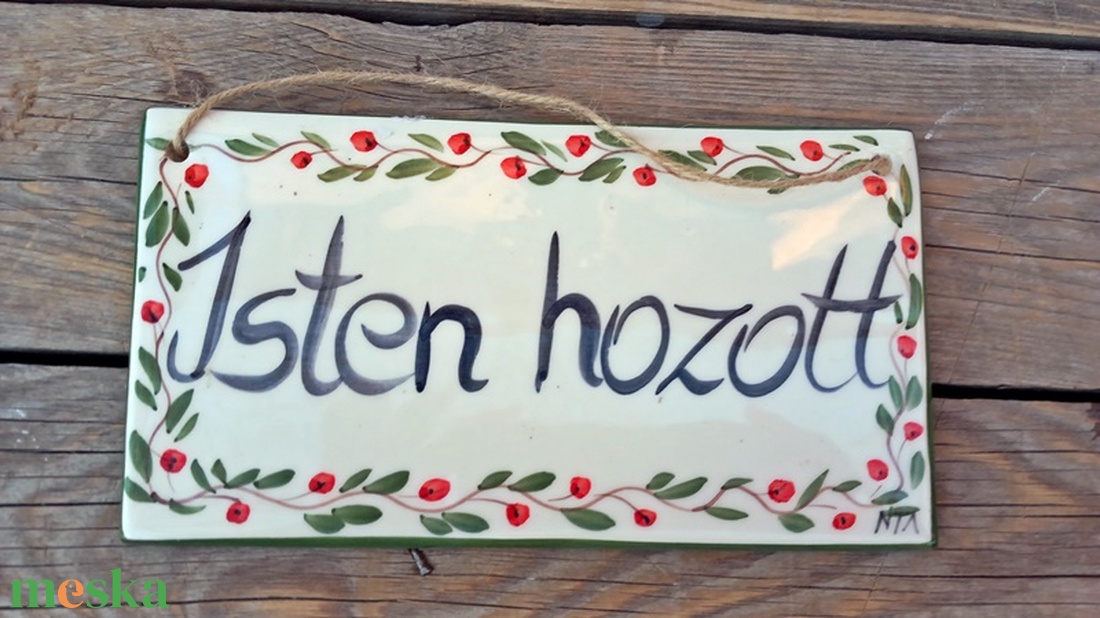 Isten hozott
NTA
meska